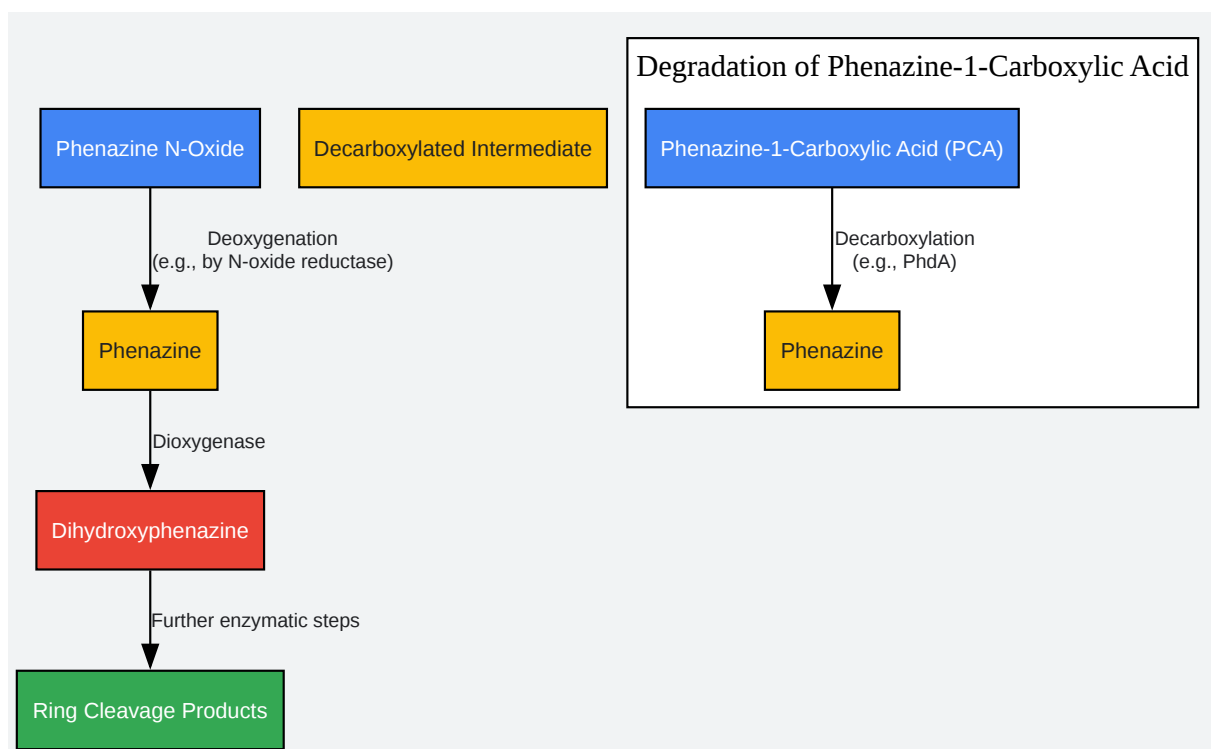 Degradation of Phenazine-1-Carboxylic Acid
Phenazine N-Oxide
Decarboxylated Intermediate
Phenazine-1-Carboxylic Acid (PCA)
Deoxygenation
(e.g., by N-oxide reductase)
Decarboxylation
(e.g., PhdA)
Phenazine
Phenazine
Dioxygenase
Dihydroxyphenazine
Further enzymatic steps
Ring Cleavage Products